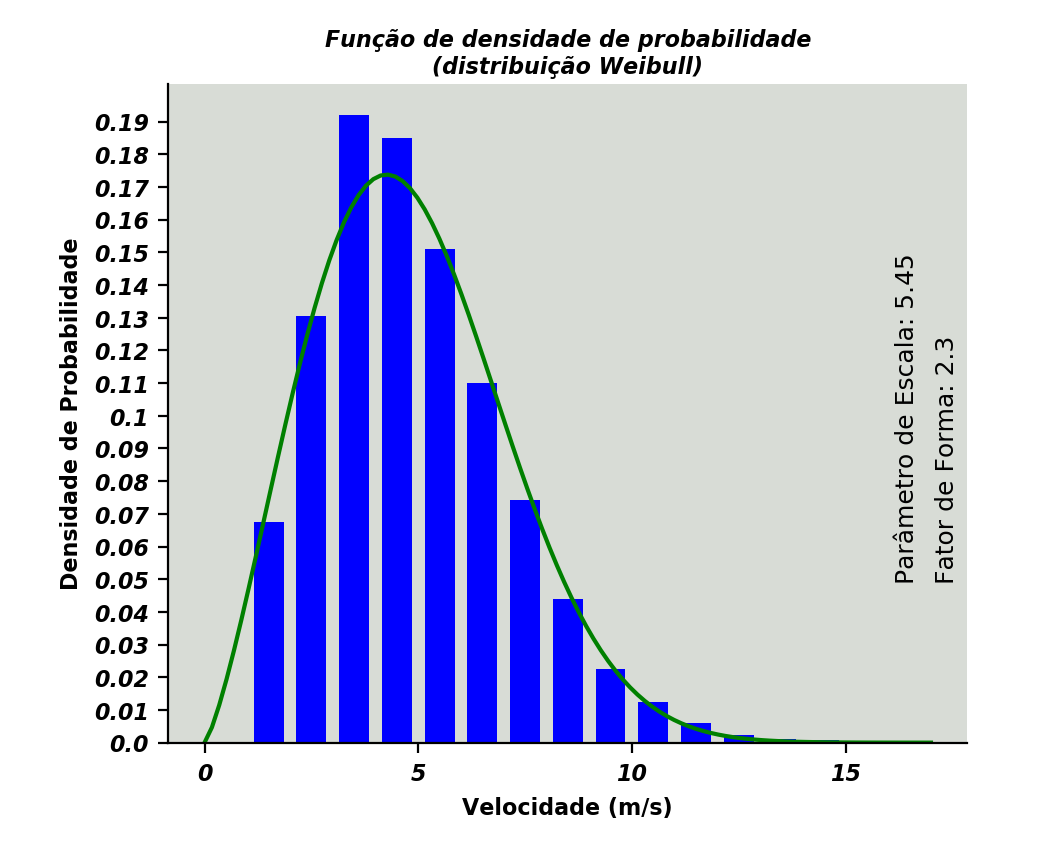 Função de densidade de probabilidade
(distribuição Weibull)
Densidade de Probabilidade
0.19
0.18
0.17
0.16
0.15
0.14
0.13
0.12
0.11
0.1
0.09
0.08
0.07
0.06
0.05
0.04
0.03
0.02
0.01
0.0
Parâmetro de Escala: 5.45
Fator de Forma: 2.3
0 5 10 15
Velocidade (m/s)